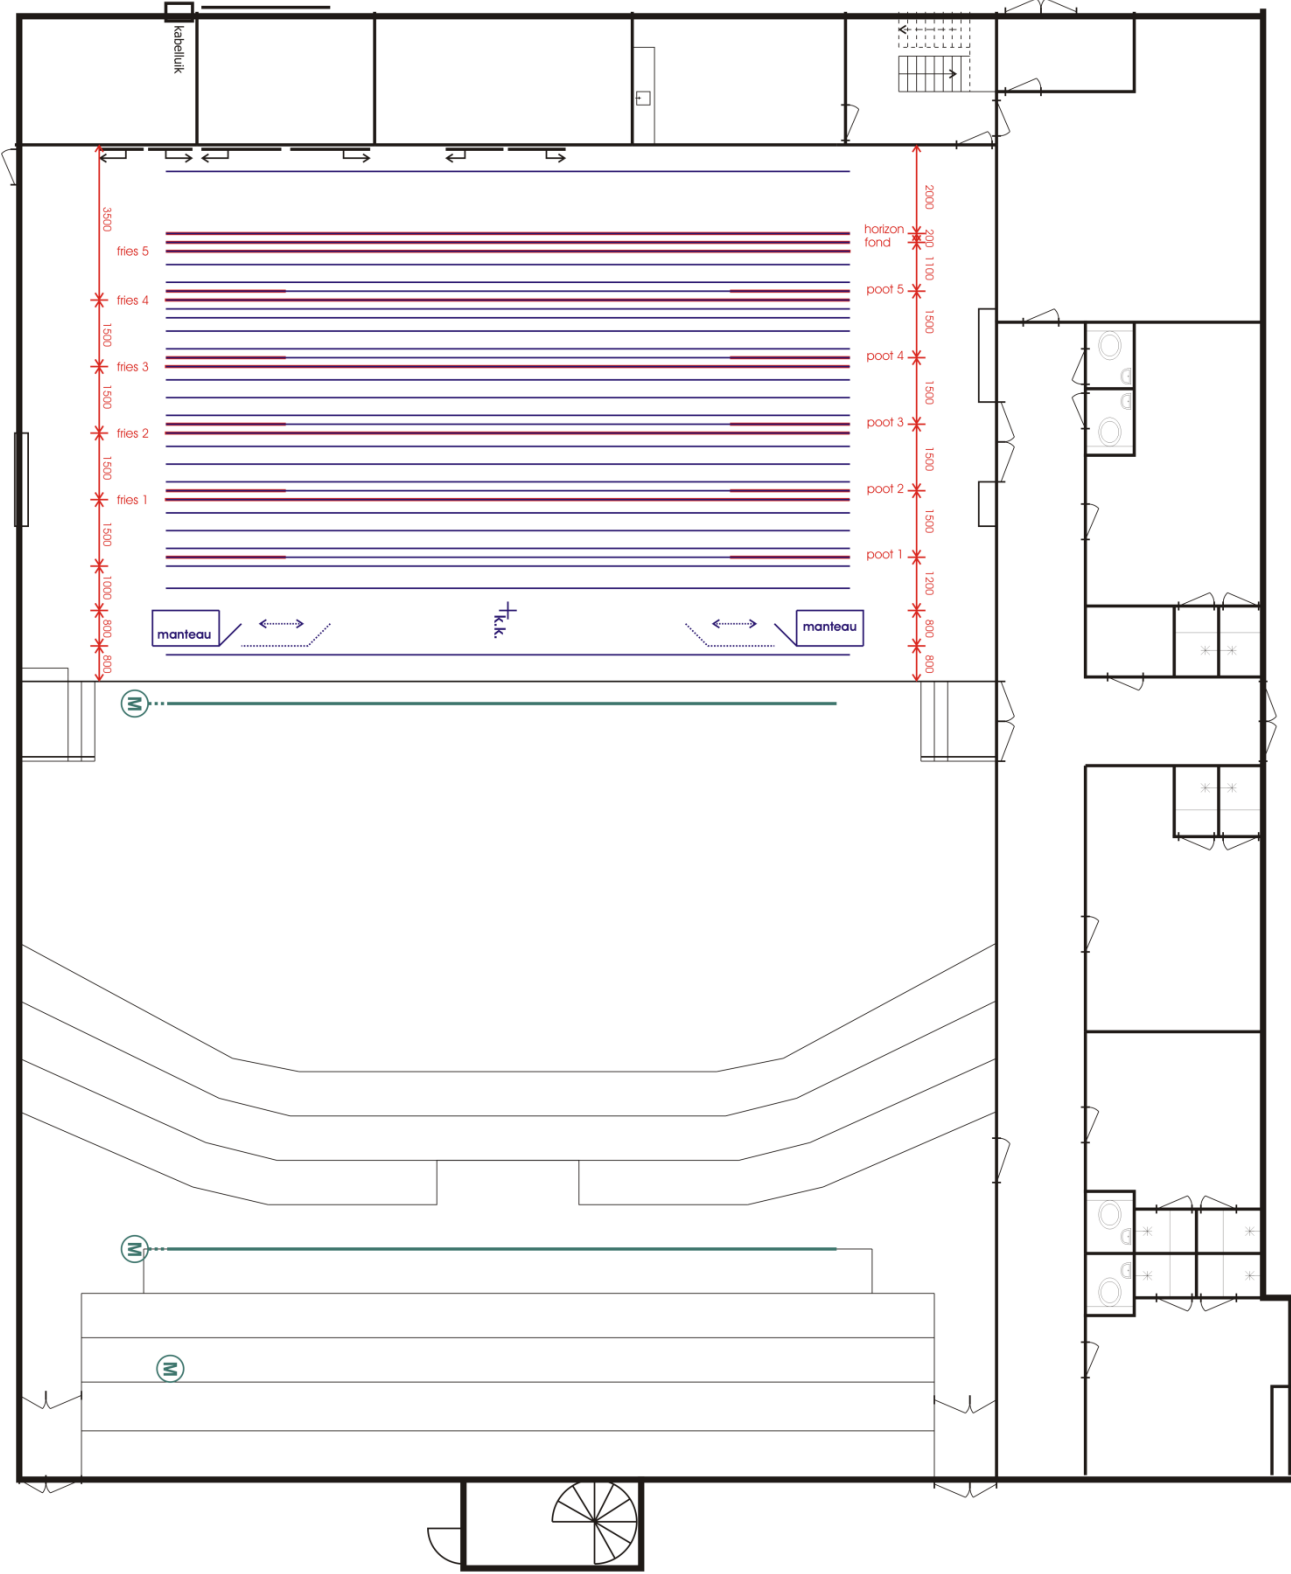 kabelluik
3500
2000
horizon
200
fries 5
fond
1100
poot 5
fries 4
1500
1500
poot 4
fries 3
1500
1500
poot 3
fries 2
1500
1500
poot 2
fries 1
1500
1500
poot 1
1000
1200
k.k.
manteau
800
manteau
800
800
800
M
M
M